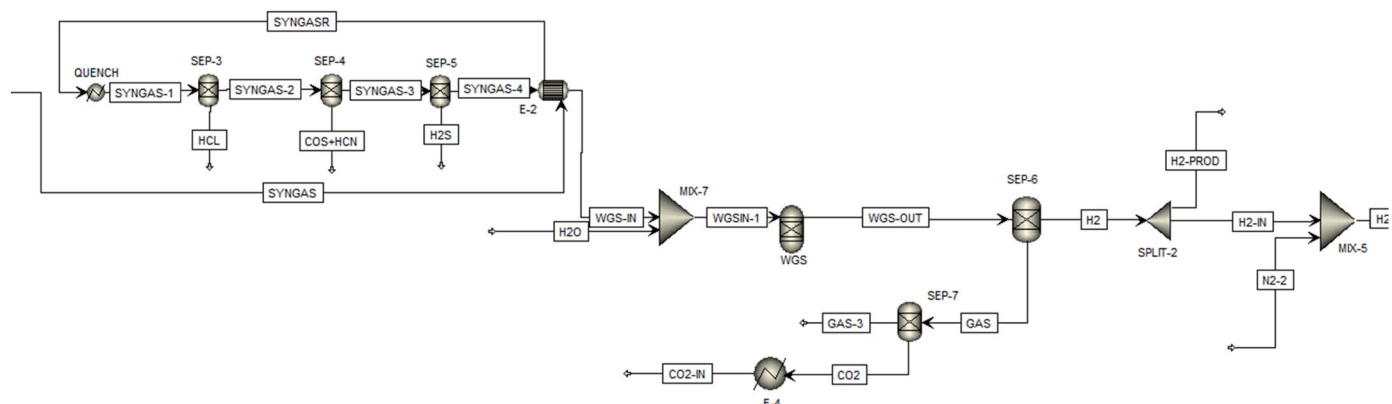 SYNGASR
QUENCH
SEP-3
SEP-4
SEP-5
SYNGAS-1
SYNGAS-2
SYNGAS-3
SYNGAS-4
E-2
HCL
COS+HCN
H2S
SYNGAS
H2-PROD
MIX-7
SEP-6
WGS-IN
WGSIN-1
WGS-OUT
H2
H2-IN
H2
H2O
WGS
SPLIT-2
MIX-5
N2-2
SEP-7
GAS-3
GAS
CO2-IN
CO2
E-4